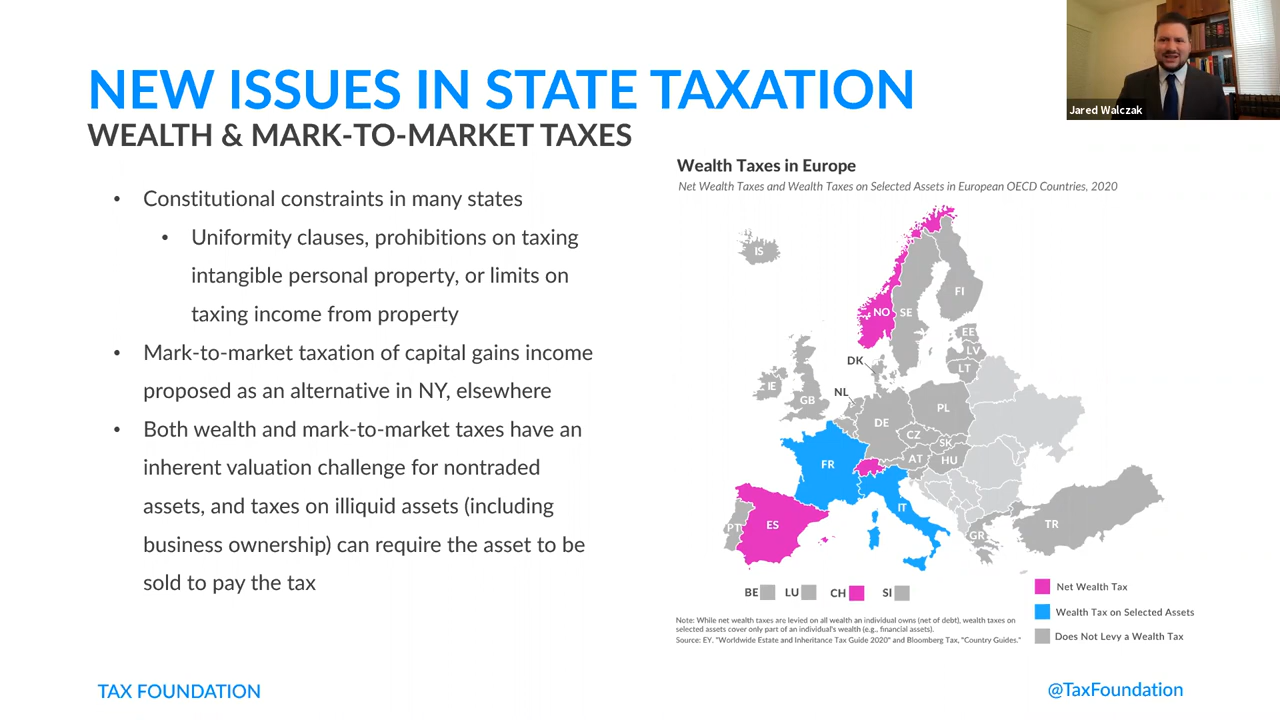 NEW ISSUES IN STATE TAXATION
WEALTH & MARK-TO-MARKET TAXES
Jared Walczak
• Constitutional constraints in many states
• Uniformity clauses, prohibitions on taxing
intangible personal property, or limits on
taxing income from property
• Mark-to-market taxation of capital gains income
proposed as an alternative in NY, elsewhere
• Both wealth and mark-to-market taxes have an
inherent valuation challenge for nontraded
assets, and taxes on illiquid assets (including
business ownership) can require the asset to be
sold to pay the tax
Wealth Taxes in Europe
Net Wealth Taxes and Wealth Taxes on Selected Assets in European OECD Countries, 2020
IS
FI
NO
SE
EE
LV
DK
LT
IE
NL
GB
PL
DE
CZ
SK
AT
HU
FR
IT
ES
PT
TR
GR
BE
LU
CH
SI
Net Wealth Tax
Wealth Tax on Selected Assets
Does Not Levy a Wealth Tax
Note: While net wealth taxes are levied on all wealth an individual owns (net of debt), wealth taxes on
selected assets cover only part of an individual's wealth (e.g., financial assets).
Source: EY, "Worldwide Estate and Inheritance Tax Guide 2020" and Bloomberg Tax, "Country Guides."
TAX FOUNDATION
@TaxFoundation